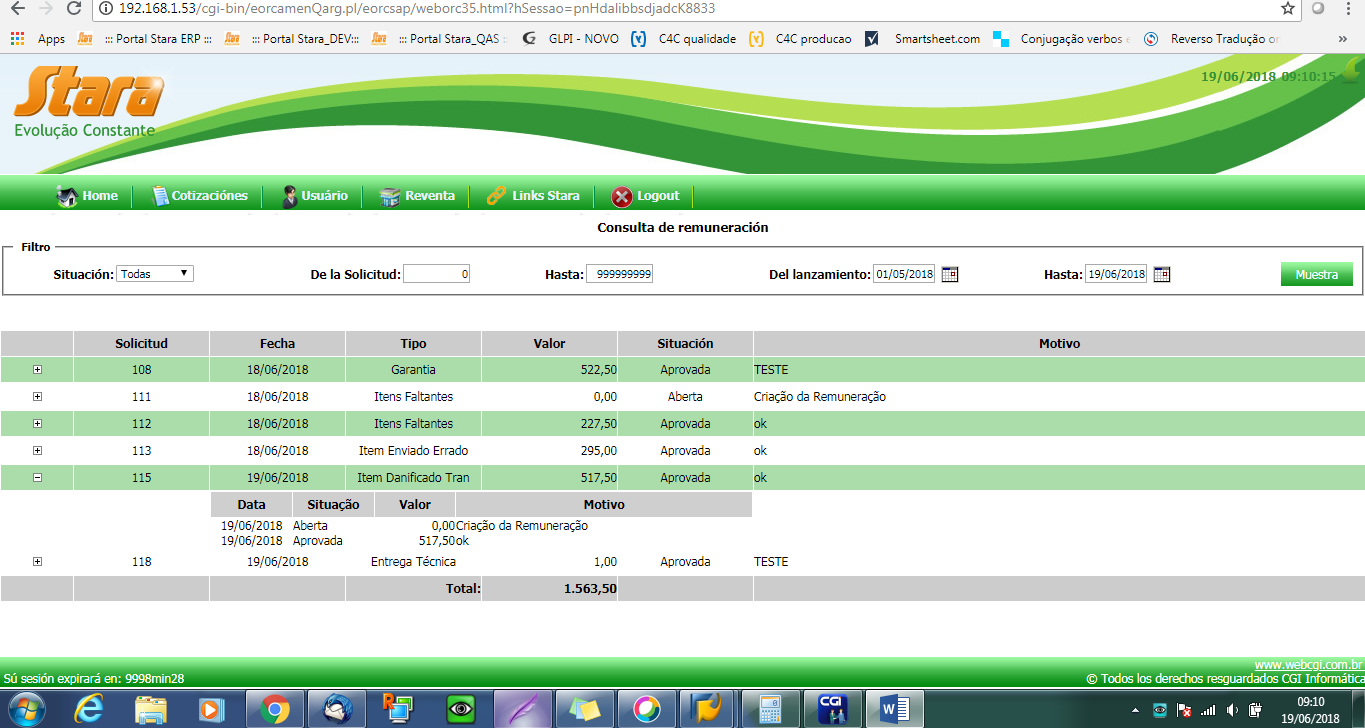 192.168.1.53/cgi-bin/eorcamenQarg.pl/eorcsap/weborc35.html?hSessao=pnHdalibbsdjadcK8833
Apps ::: Portal Stara ERP ::: ::: Portal Stara_DEV::: ::: Portal Stara_QAS : GLPI - NOVO C4C qualidade C4C producao Smartsheet.com Conjugação verbos e Reverso Tradução or »
19/06/2018 09:10:15
Stara
Evolução Constante
Home Cotizaciónes Usuário Reventa Links Stara Logout
Consulta de remuneración
Filtro
Situación: Todas De la Solicitud: 0 Hasta: 999999999 Del lanzamiento: 01/05/2018 Hasta: 19/06/2018 Muestra
Solicitud Fecha Tipo Valor Situación Motivo
108 18/06/2018 Garantia 522,50 Aprovada TESTE
111 18/06/2018 Itens Faltantes 0,00 Aberta Criação da Remuneração
112 18/06/2018 Itens Faltantes 227,50 Aprovada ok
113 18/06/2018 Item Enviado Errado 295,00 Aprovada ok
115 19/06/2018 Item Danificado Tran 517,50 Aprovada ok
Data Situação Valor Motivo
19/06/2018 Aberta 0,00 Criação da Remuneração
19/06/2018 Aprovada 517,50 ok
118 19/06/2018 Entrega Técnica 1,00 Aprovada TESTE
Total: 1.563,50
www.webcgi.com.br
Sú sesión expirará en: 9998min28 © Todos los derechos resguardados CGI Informática
CGI
09:10
19/06/2018